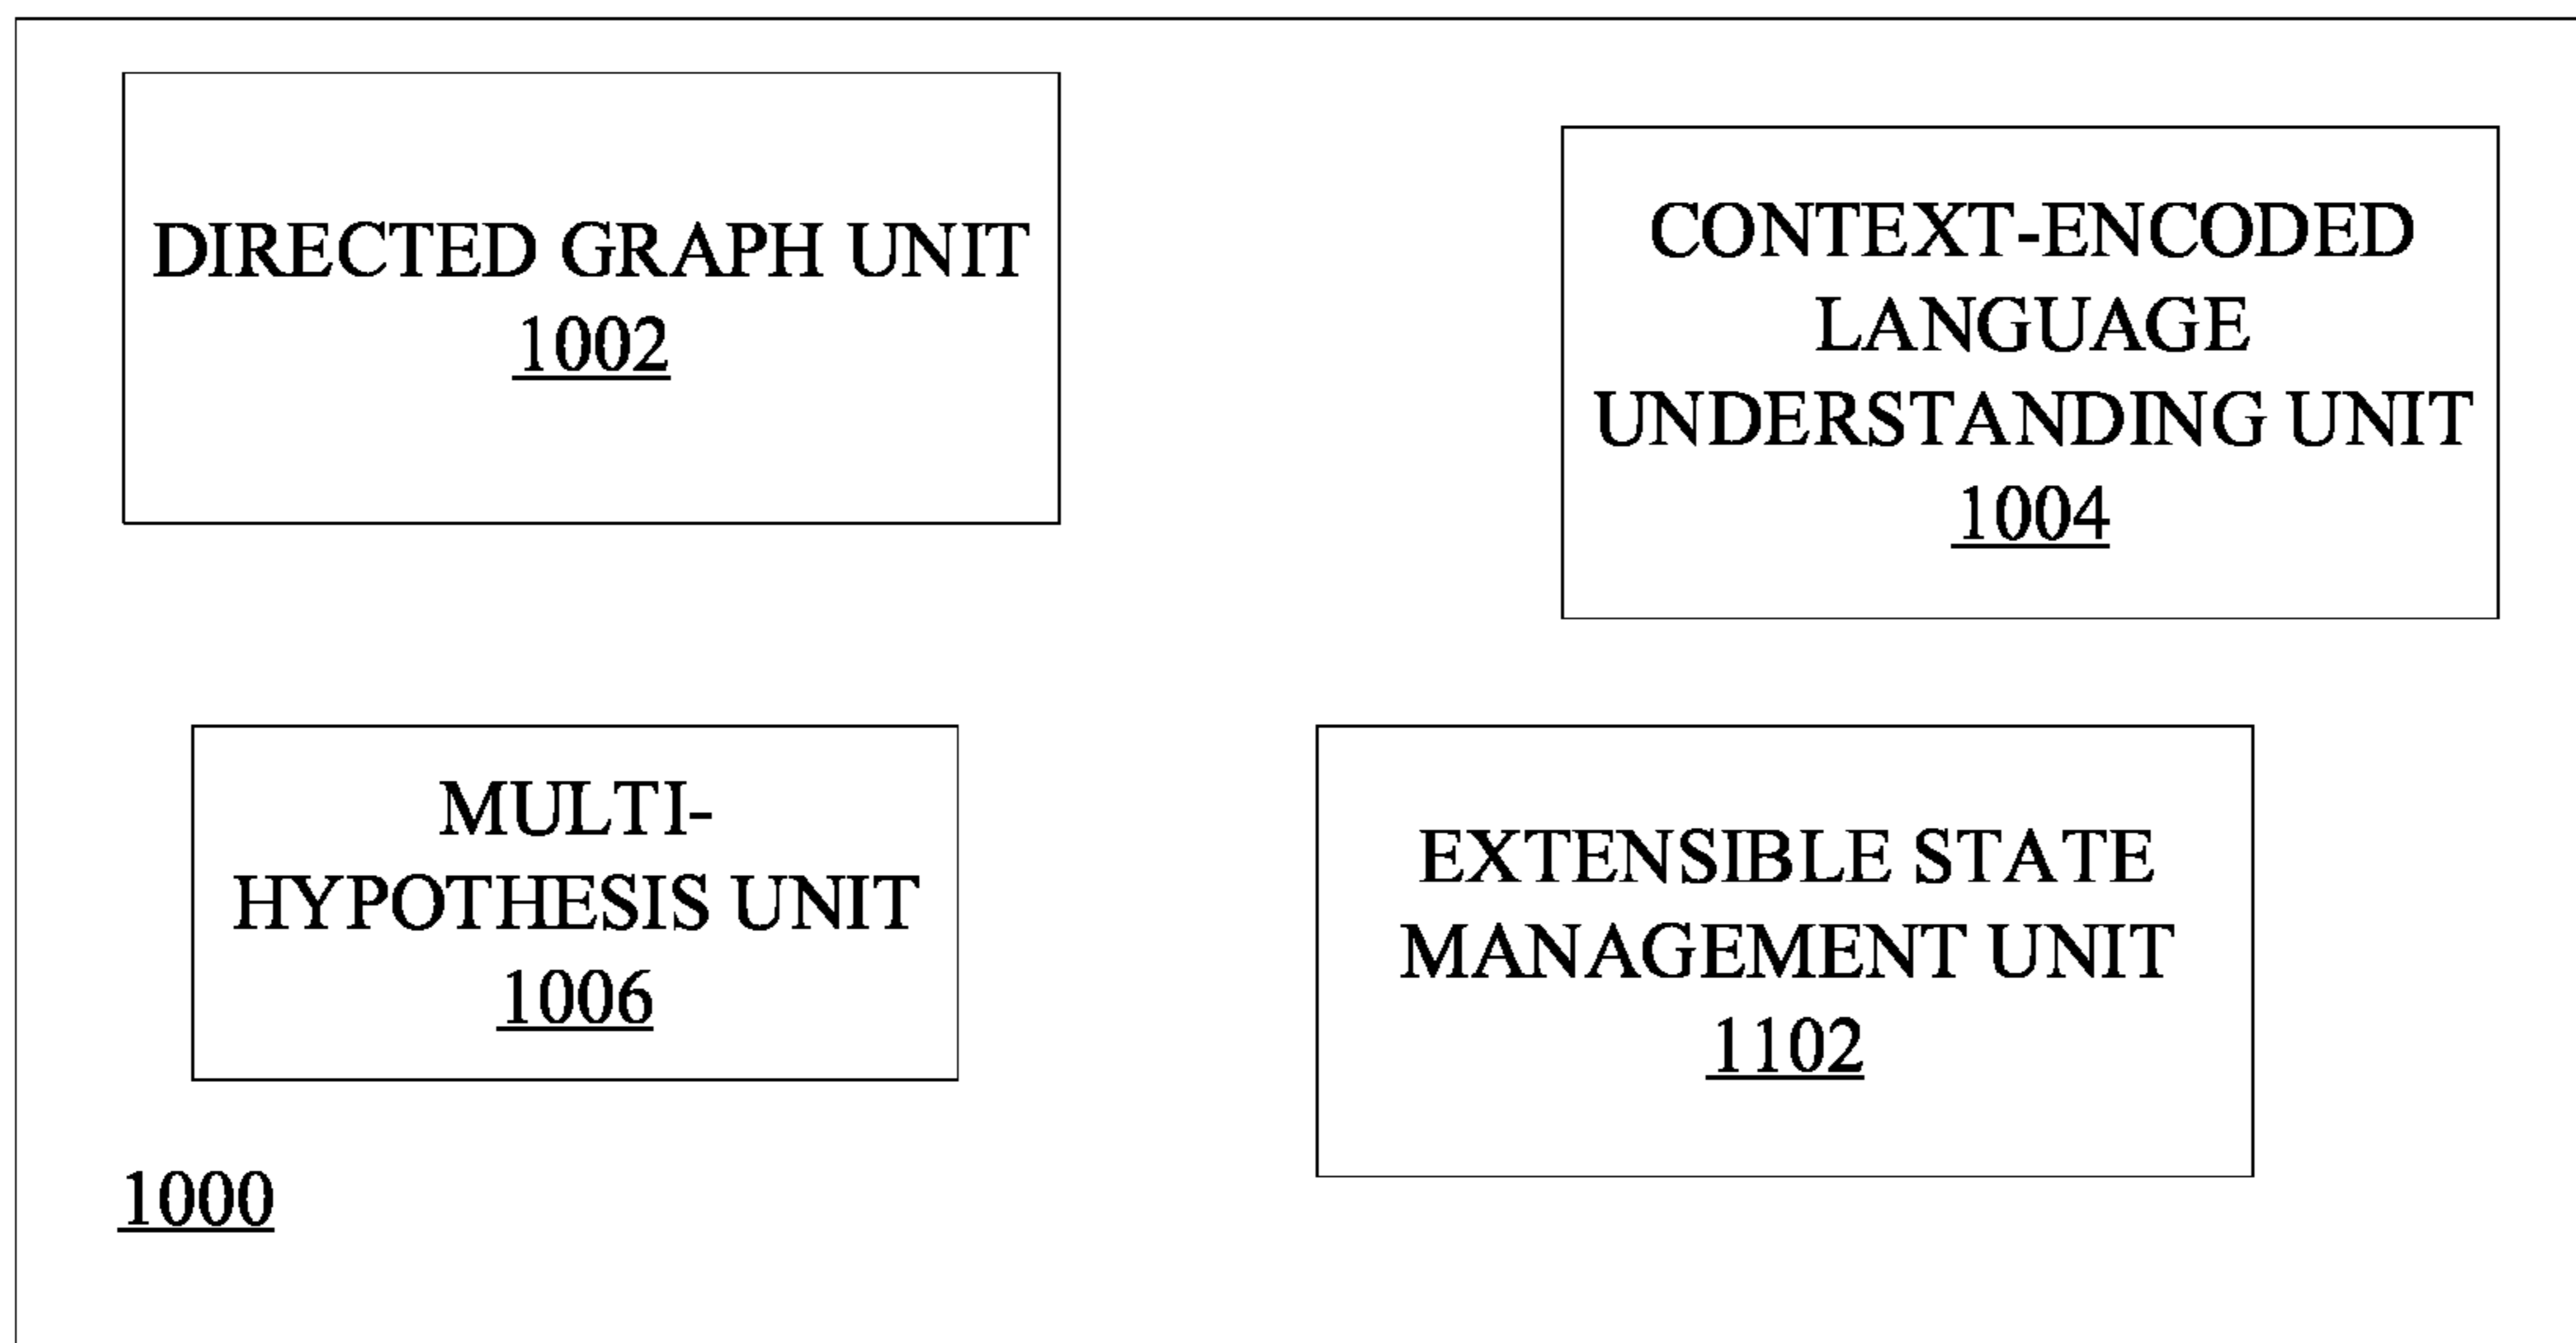 DIRECTED GRAPH UNIT
1002
CONTEXT-ENCODED
LANGUAGE
UNDERSTANDING UNIT
1004
MULTI-
HYPOTHESIS UNIT
1006
EXTENSIBLE STATE
MANAGEMENT UNIT
1102
1000